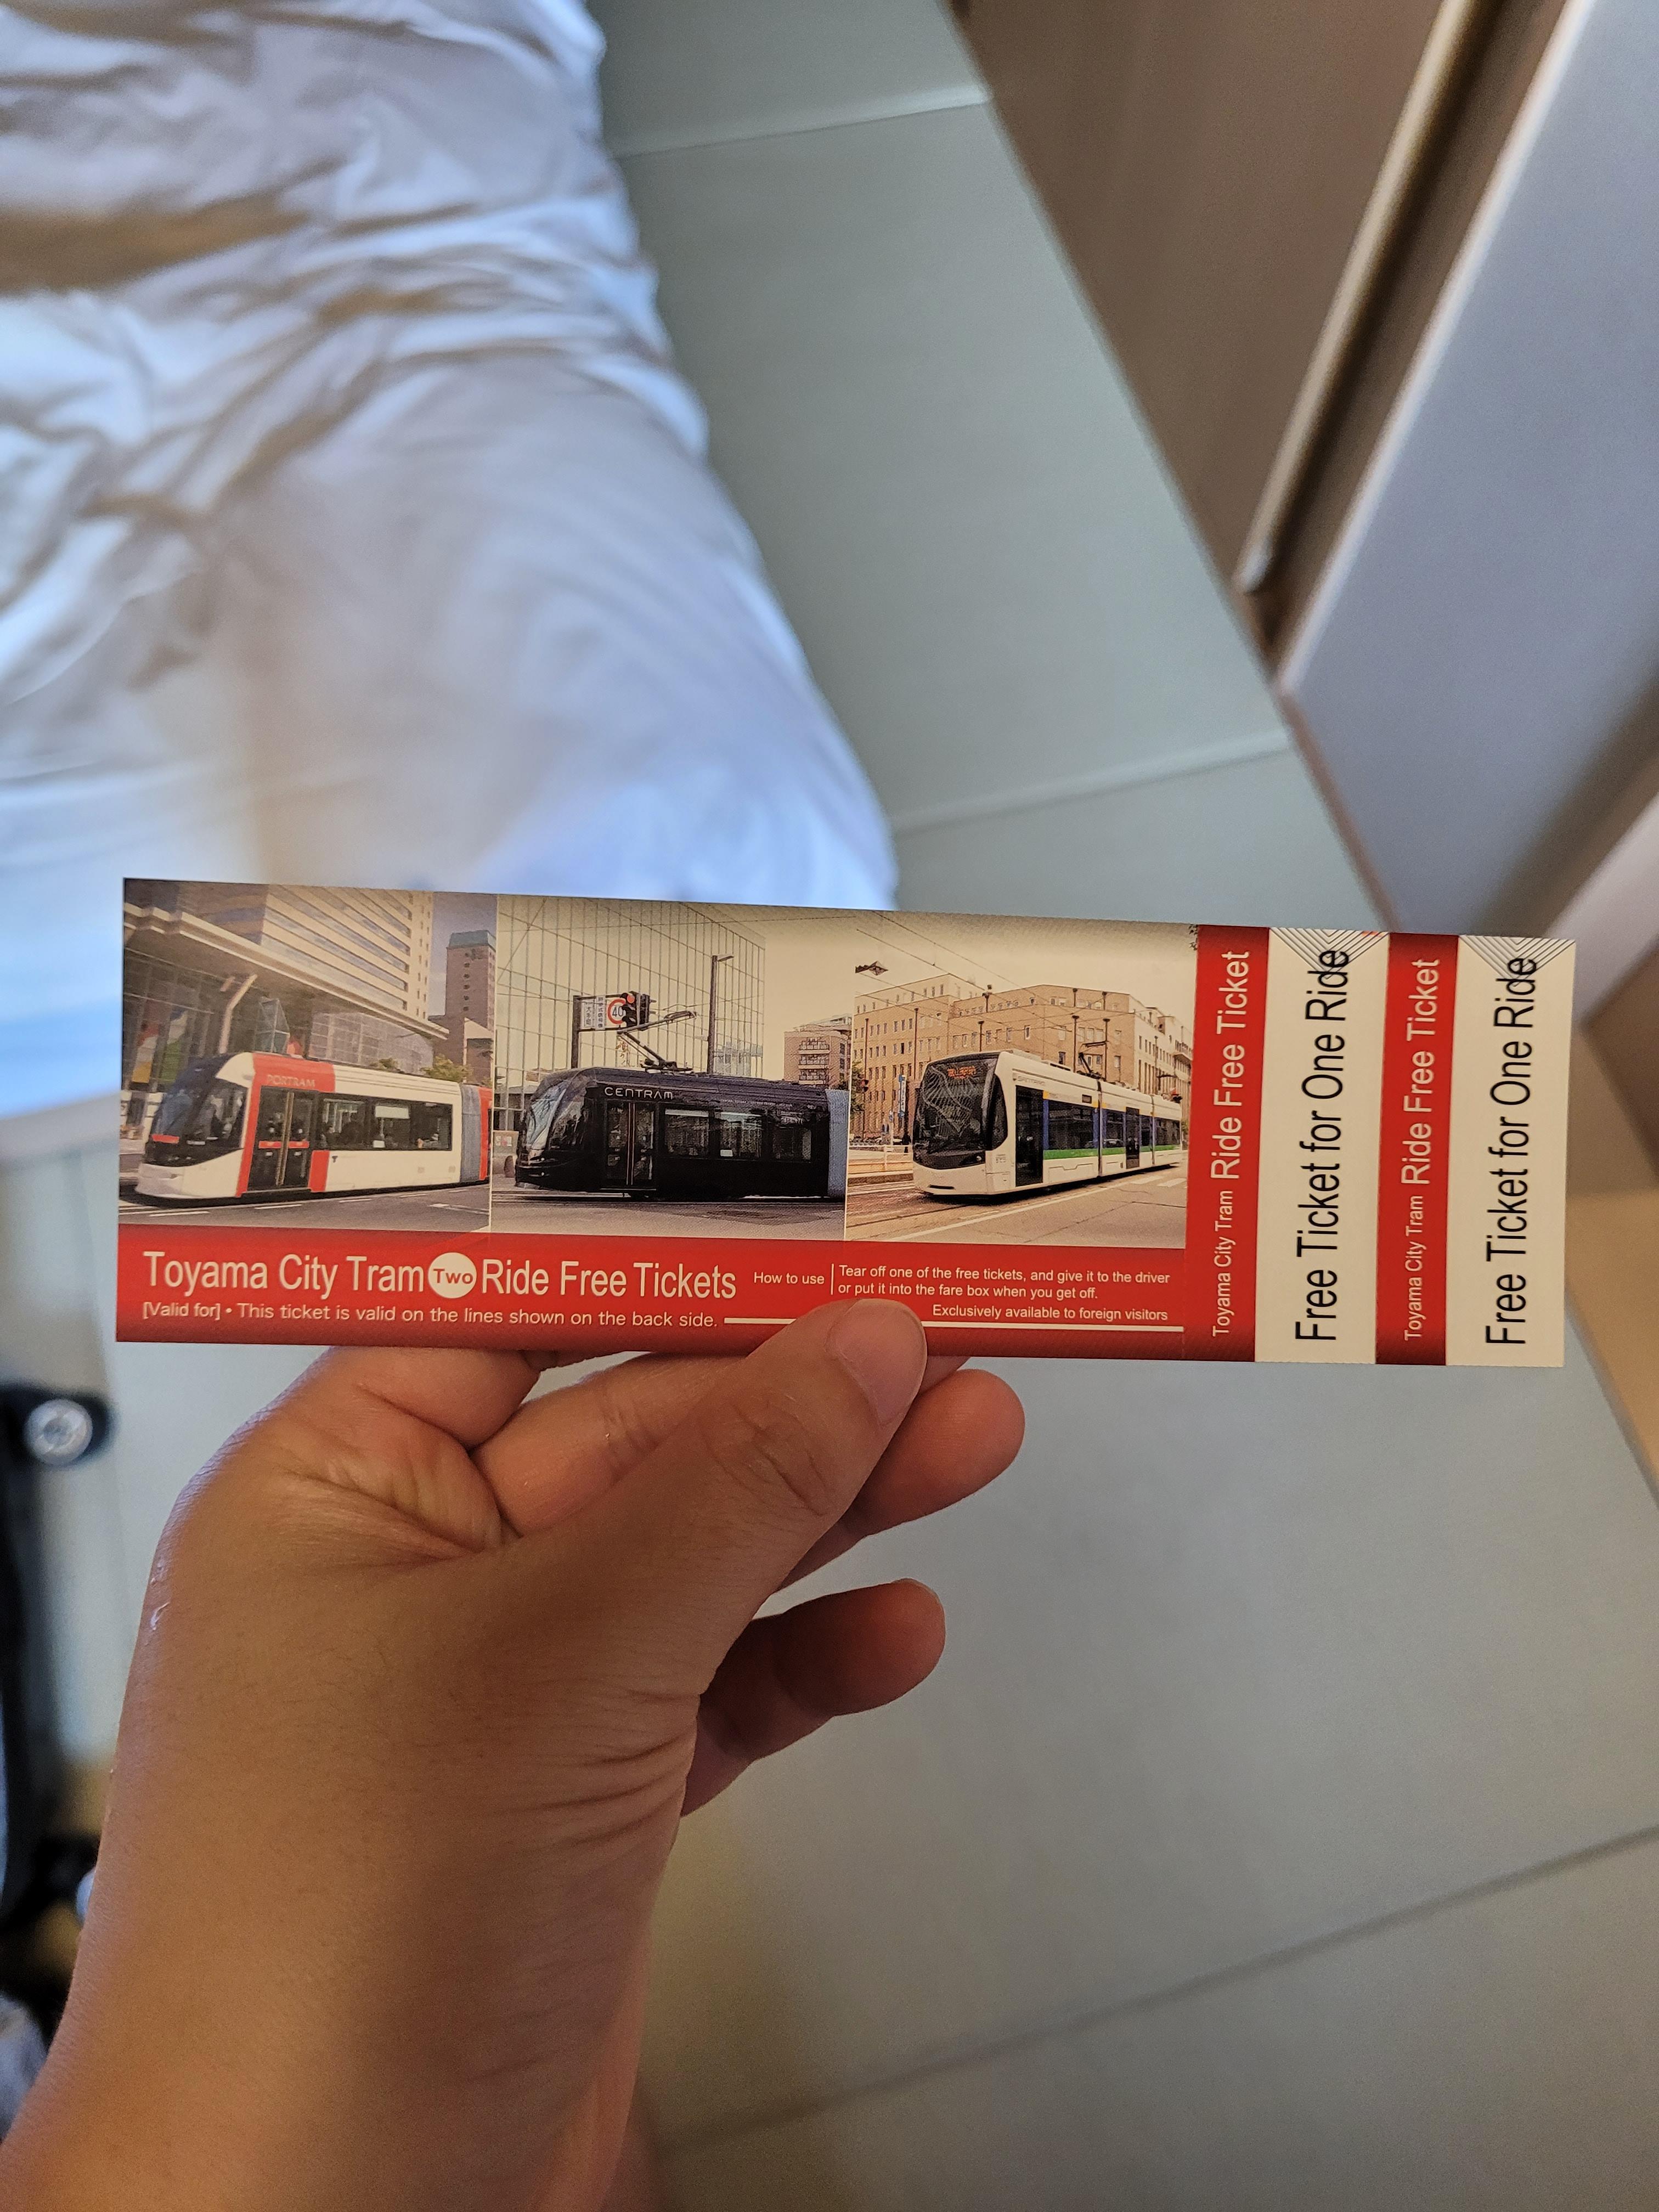 PORTRAM
CENTRAM
40
Toyama City Tram Two Ride Free Tickets
[Valid for] • This ticket is valid on the lines shown on the back side.
How to use
Tear off one of the free tickets, and give it to the driver
or put it into the fare box when you get off.
Exclusively available to foreign visitors
Toyama City Tram Ride Free Ticket
Free Ticket for One Ride
Toyama City Tram Ride Free Ticket
Free Ticket for One Ride